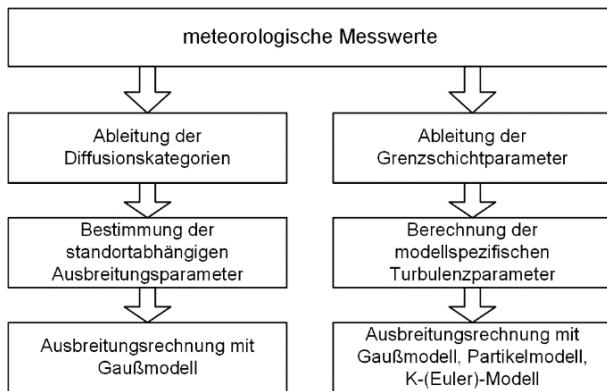 meteorologische Messwerte
Ableitung der
Diffusionskategorien
Bestimmung der
standortabhängigen
Ausbreitungsparameter
Ausbreitungsrechnung mit
Gaußmodell
Ableitung der
Grenzschichtparameter
Berechnung der
modellspezifischen
Turbulenzparameter
Ausbreitungsrechnung mit
Gaußmodell, Partikelmodell,
K-(Euler)-Modell